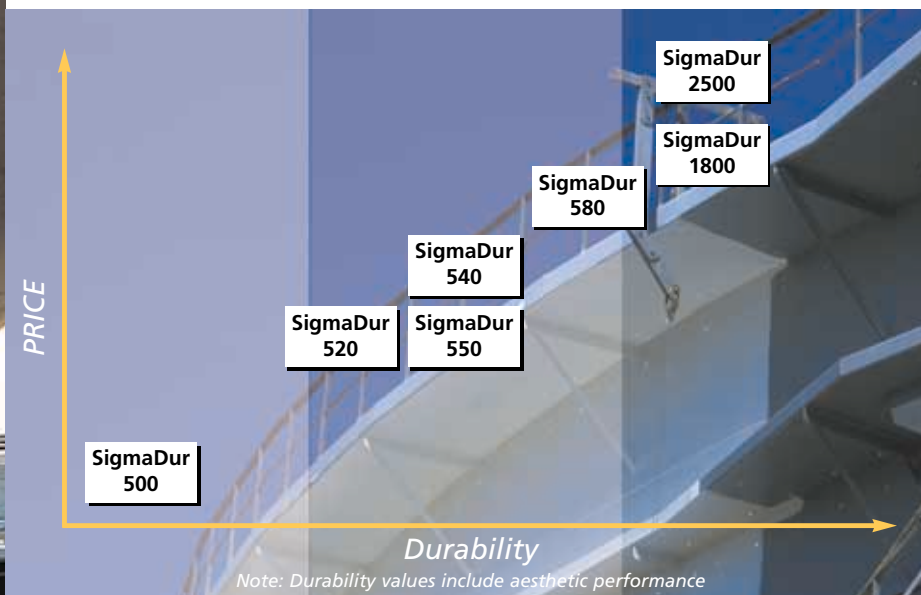 SigmaDur
2500
SigmaDur
1800
SigmaDur
580
SigmaDur
540
SigmaDur
520
SigmaDur
550
PRICE
SigmaDur
500
Durability
Note: Durability values include aesthetic performance